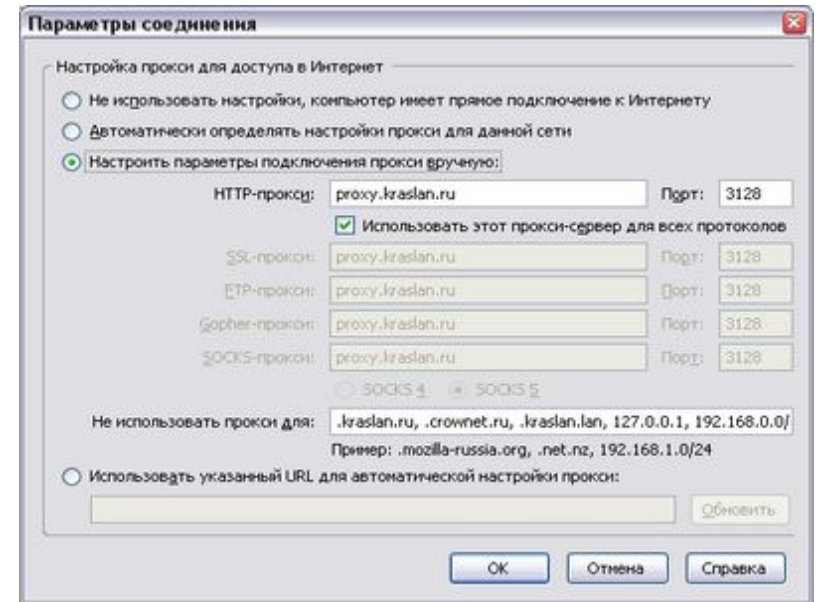 Параметры соединения
Настройка прокси для доступа в Интернет
Не использовать настройки, компьютер имеет прямое подключение к Интернету
Автоматически определять настройки прокси для данной сети
Настроить параметры подключения прокси вручную:
HTTP-прокси: proxy.kraslan.ru Порт: 3128
Использовать этот прокси-сервер для всех протоколов
SSL-прокси: proxy.kraslan.ru Порт: 3128
FTP-прокси: proxy.kraslan.ru Порт: 3128
Gopher-прокси: proxy.kraslan.ru Порт: 3128
SOCKS-прокси: proxy.kraslan.ru Порт: 3128
SOCKS 4 SOCKS 5
Не использовать прокси для: .kraslan.ru, .crownet.ru, .kraslan.lan, 127.0.0.1, 192.168.0.0/
Пример: .mozilla-russia.org, .net.nz, 192.168.1.0/24
Использовать указанный URL для автоматической настройки прокси:
Обновить
ОК Отмена Справка